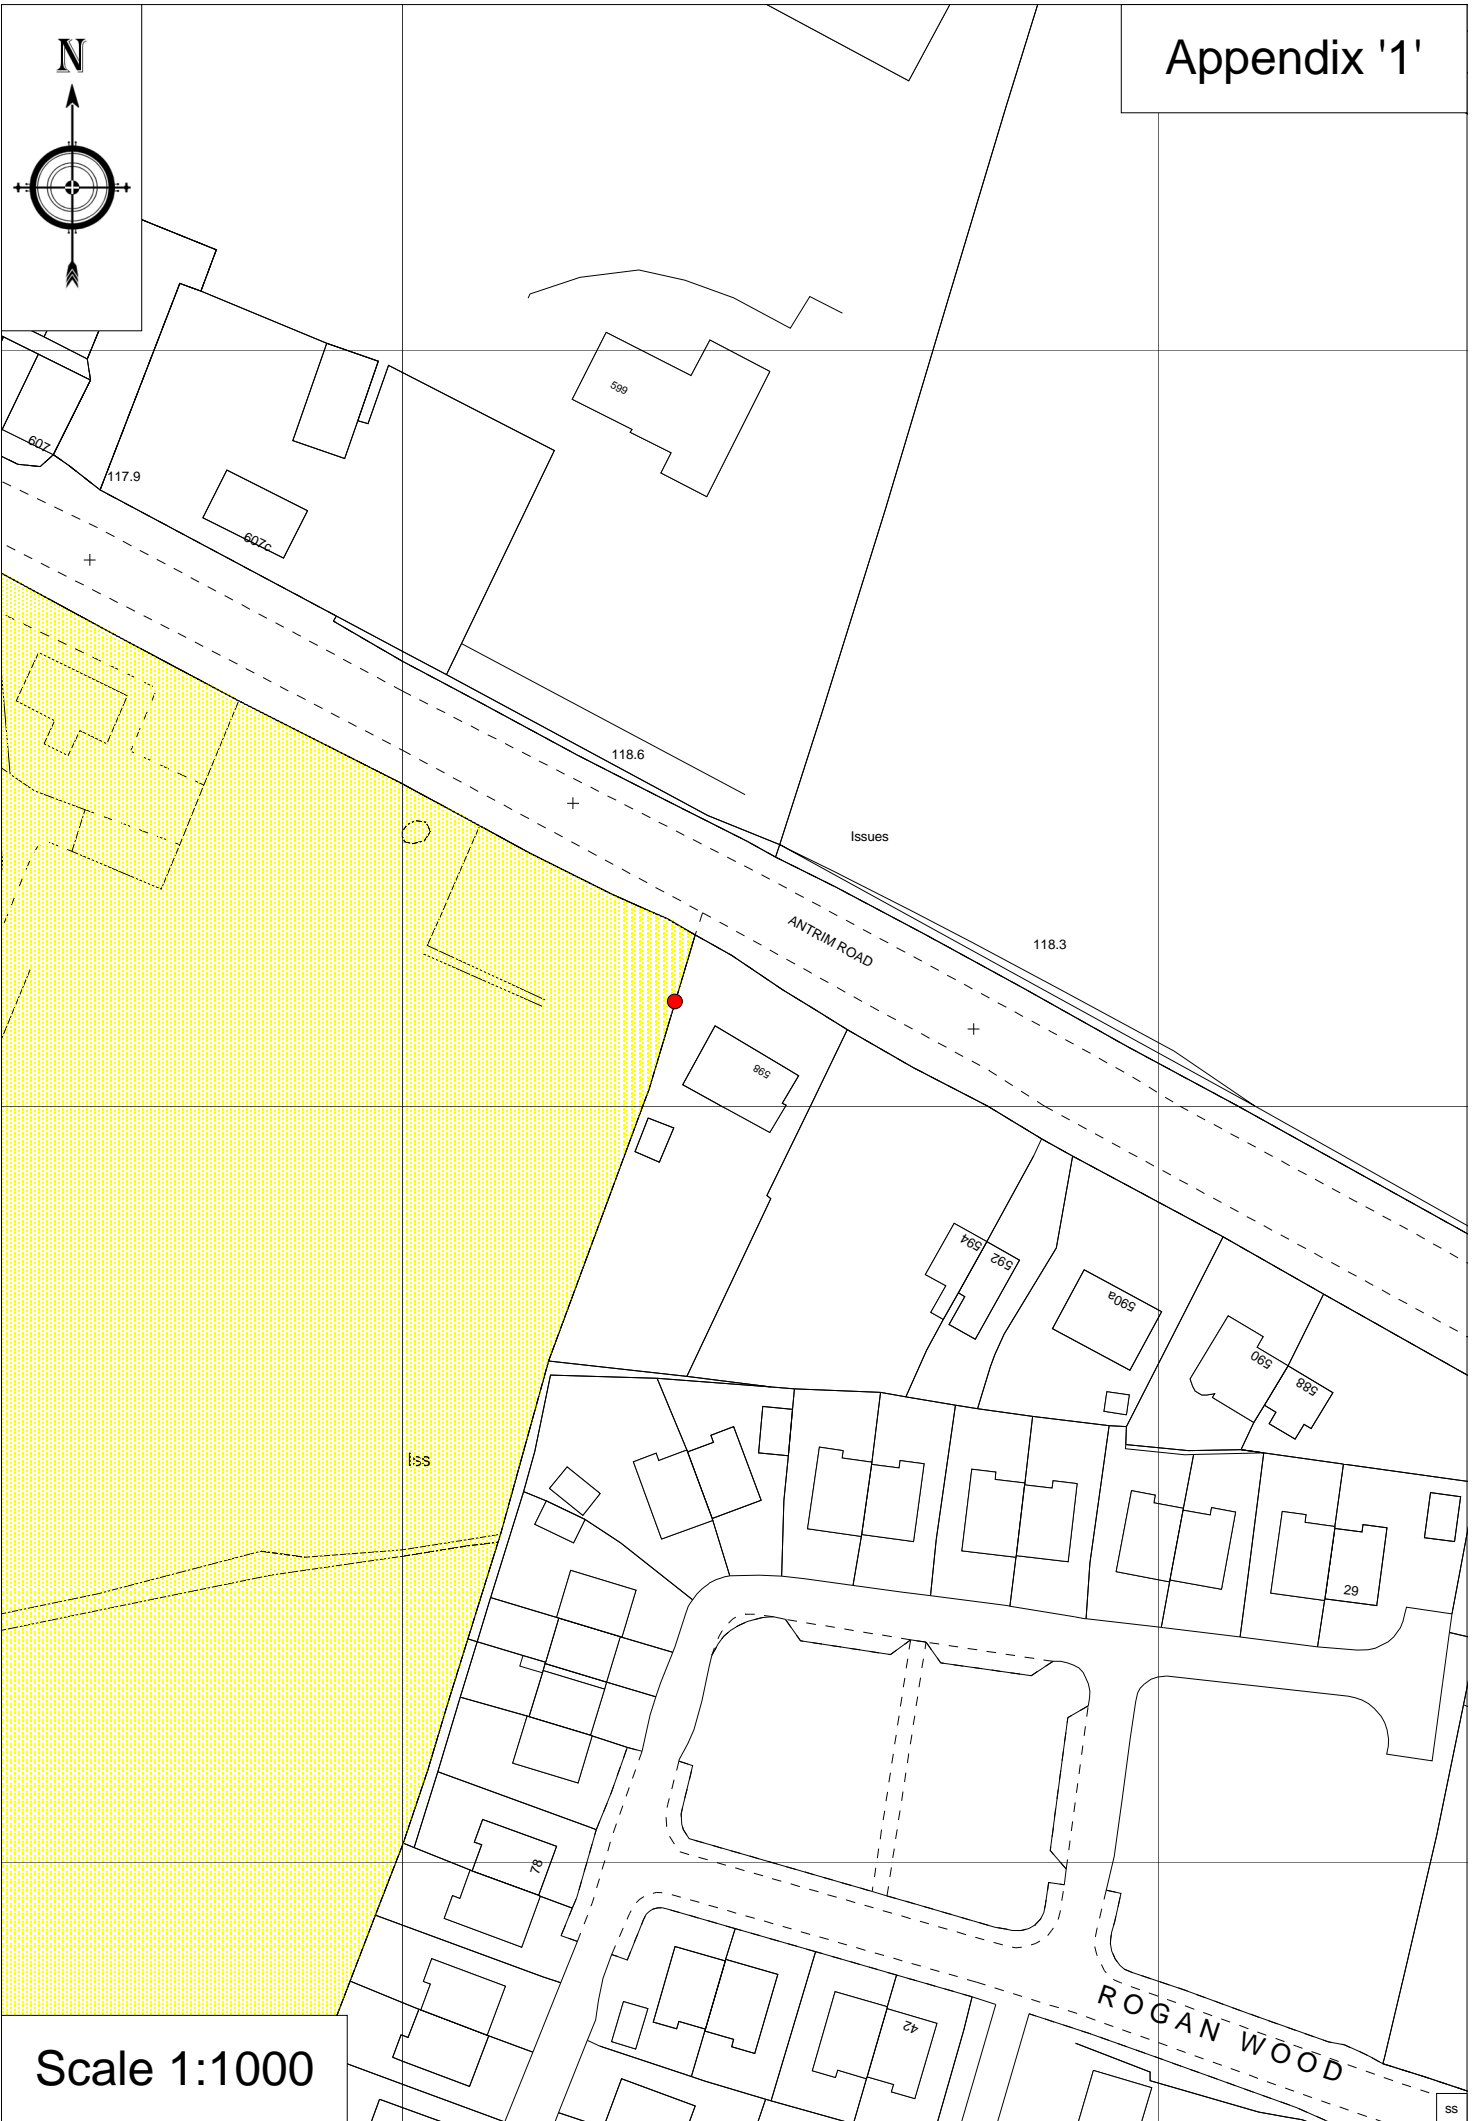 N
Appendix '1'
599
607
117.9
607c
118.6
Issues
ANTRIM ROAD
118.3
598
594
592
590a
590
588
Iss
29
78
42
ROGAN WOOD
Scale 1:1000
ss